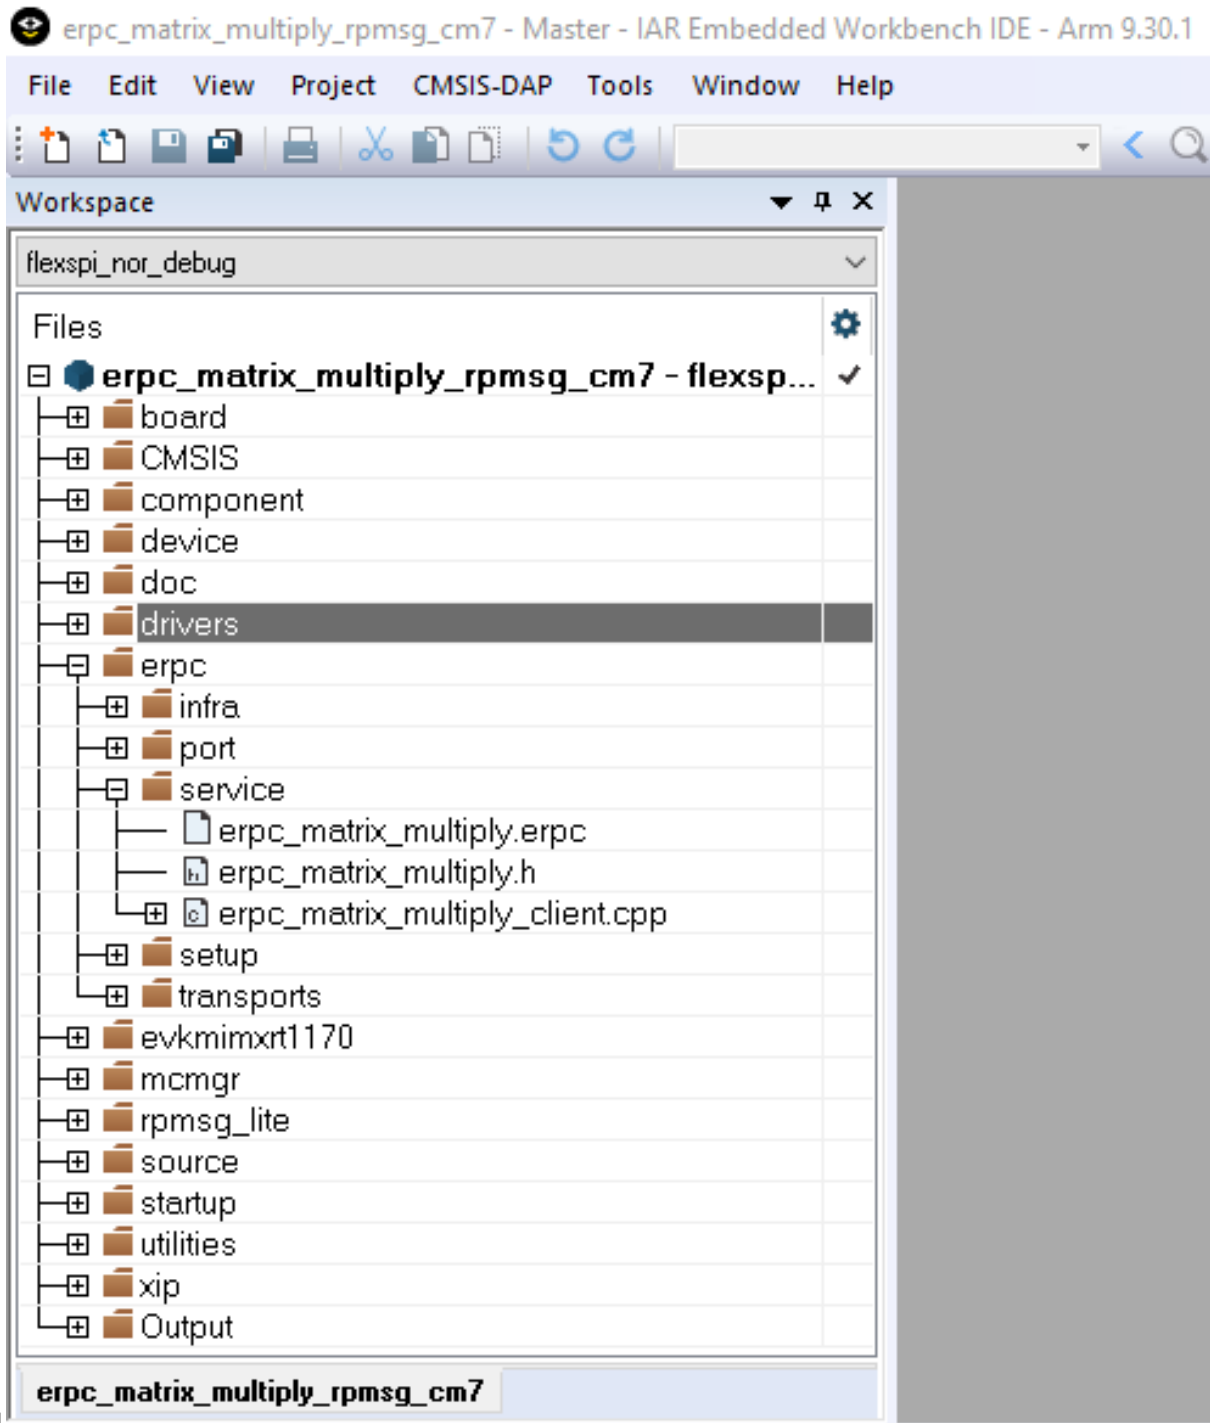 erpc_matrix_multiply_rpmsg_cm7 - Master - IAR Embedded Workbench IDE - Arm 9.30.1
File Edit View Project CMSIS-DAP Tools Window Help
Workspace
flexspi_nor_debug
Files
erpc_matrix_multiply_rpmsg_cm7 - flexsp...
board
CMSIS
component
device
doc
drivers
erpc
infra
port
service
erpc_matrix_multiply.erpc
erpc_matrix_multiply.h
erpc_matrix_multiply_client.cpp
setup
transports
evkmimxrt1170
mcmgr
rpmsg_lite
source
startup
utilities
xip
Output
erpc_matrix_multiply_rpmsg_cm7